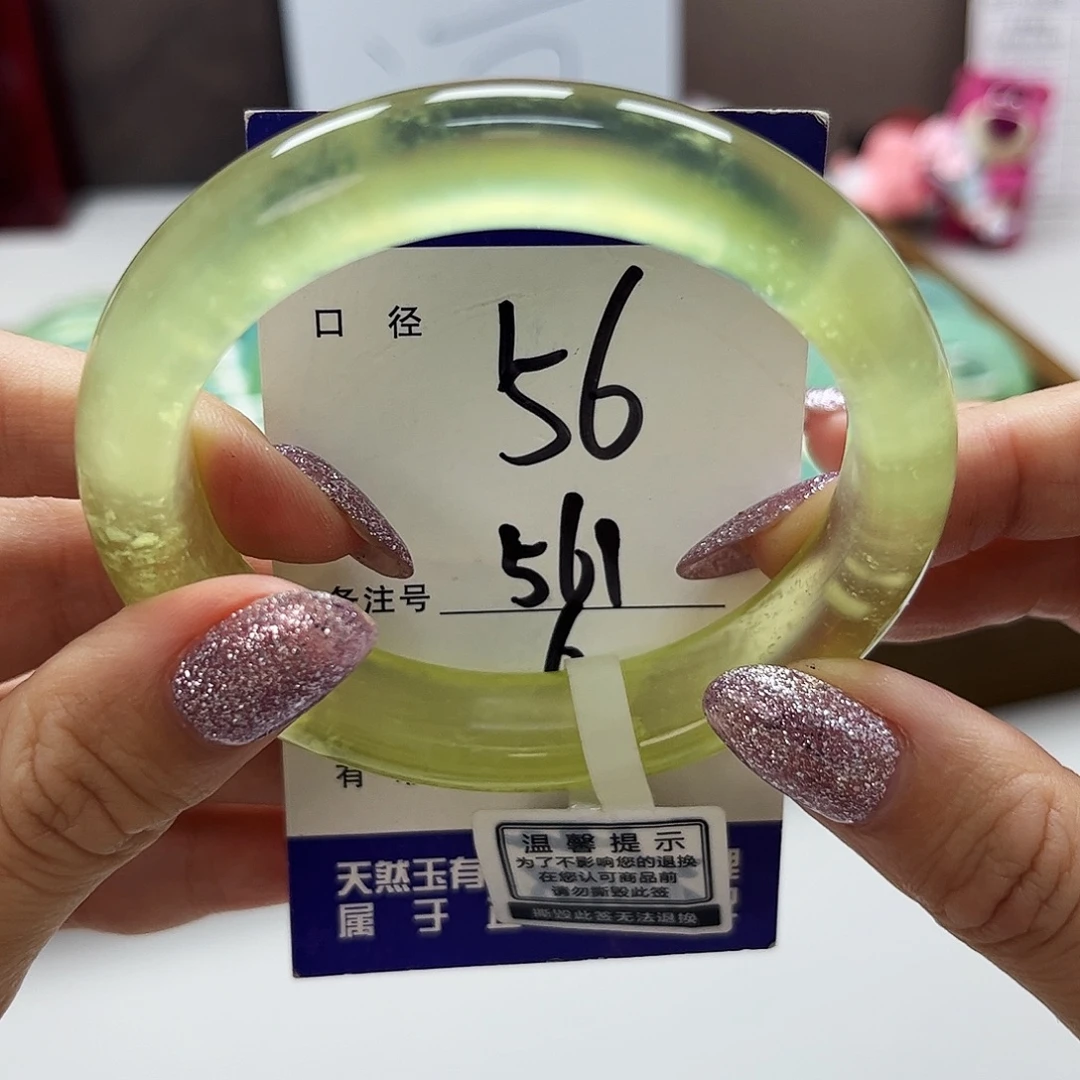 口 径 56
561
备注号
6
有
天然玉有
属 于
温馨提示
为了不影响您的退换
在您认可商品前
请勿撕毁此签
撕毁此签无法退换